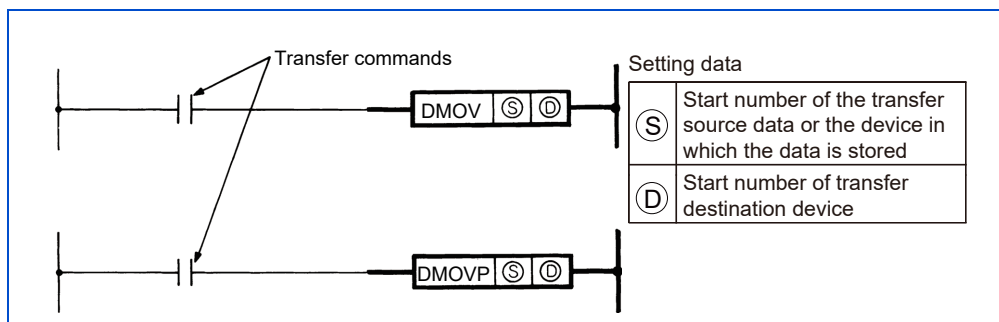 Transfer commands
DMOV Ⓢ Ⓓ
DMOVP Ⓢ Ⓓ
Setting data
Ⓢ Start number of the transfer
source data or the device in
which the data is stored
Ⓓ Start number of transfer
destination device